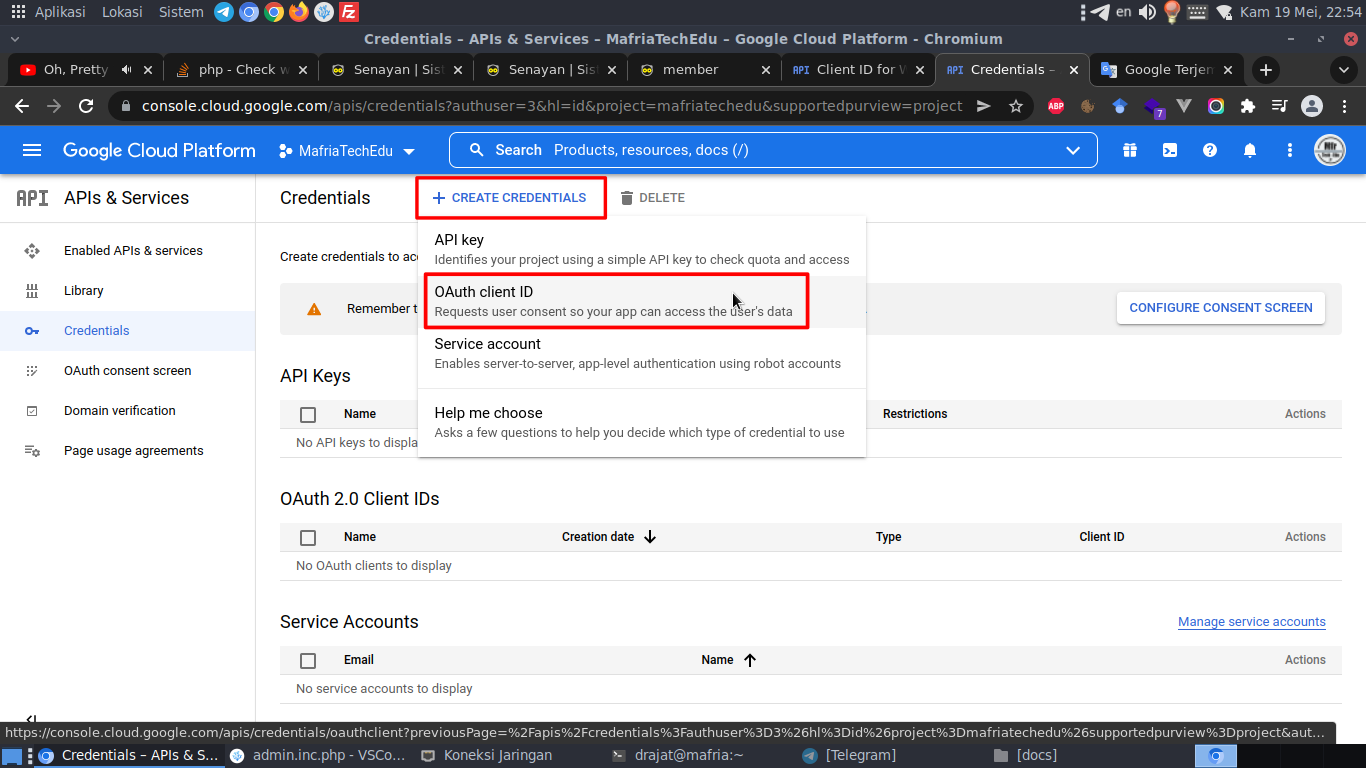 Aplikasi Lokasi Sistem en Kam 19 Mei, 22:54
Credentials – APIs & Services – MafriaTechEdu – Google Cloud Platform - Chromium
Oh, Pretty php - Check w Senayan | Sis Senayan | Sis member API Client ID for W API Credentials – Google Terjem
console.cloud.google.com/apis/credentials?authuser=3&hl=id&project=mafriatechedu&supportedpurview=project ABP 7
Google Cloud Platform MafriaTechEdu Search Products, resources, docs (/)
API APIs & Services
Credentials CREATE CREDENTIALS DELETE
Enabled APIs & services
Library
Credentials
OAuth consent screen
Domain verification
Page usage agreements
Create credentials to acc
API key
Identifies your project using a simple API key to check quota and access
OAuth client ID
Requests user consent so your app can access the user's data
Service account
Enables server-to-server, app-level authentication using robot accounts
Help me choose
Asks a few questions to help you decide which type of credential to use
Remember t
CONFIGURE CONSENT SCREEN
API Keys
Name Restrictions Actions
No API keys to displa
OAuth 2.0 Client IDs
Name Creation date Type Client ID Actions
No OAuth clients to display
Service Accounts Manage service accounts
Email Name Actions
No service accounts to display
https://console.cloud.google.com/apis/credentials/oauthclient?previousPage=%2Fapis%2Fcredentials%3Fauthuser%3D3%26hl%3Did%26project%3Dmafriatechedu%26supportedpurview%3Dproject&aut...
Credentials – APIs & S... admin.inc.php - VSCo... Koneksi Jaringan drajat@mafria:~ [Telegram] [docs]